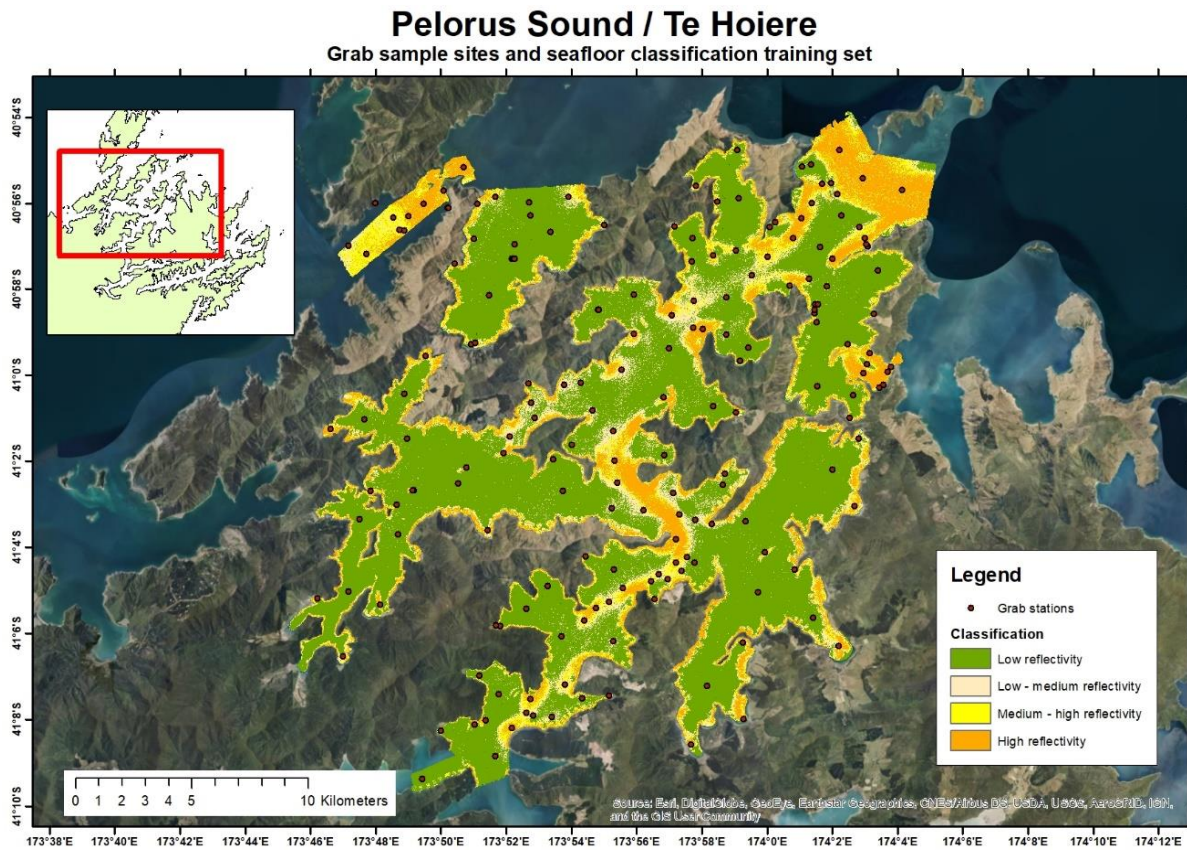 Pelorus Sound / Te Hoiere
Grab sample sites and seafloor classification training set
40°54'S
40°56'S
40°58'S
41°0'S
41°2'S
41°4'S
41°6'S
41°8'S
41°10'S
Legend
Grab stations
Classification
Low reflectivity
Low - medium reflectivity
Medium - high reflectivity
High reflectivity
0 1 2 3 4 5 10 Kilometers
Source: Esri, DigitalGlobe, GeoEye, Earthstar Geographics, CNES/Airbus DS, USDA, USGS, AeroGRID, IGN,
and the GIS User Community
173°38'E 173°40'E 173°42'E 173°44'E 173°46'E 173°48'E 173°50'E 173°52'E 173°54'E 173°56'E 173°58'E 174°0'E 174°2'E 174°4'E 174°6'E 174°8'E 174°10'E 174°12'E